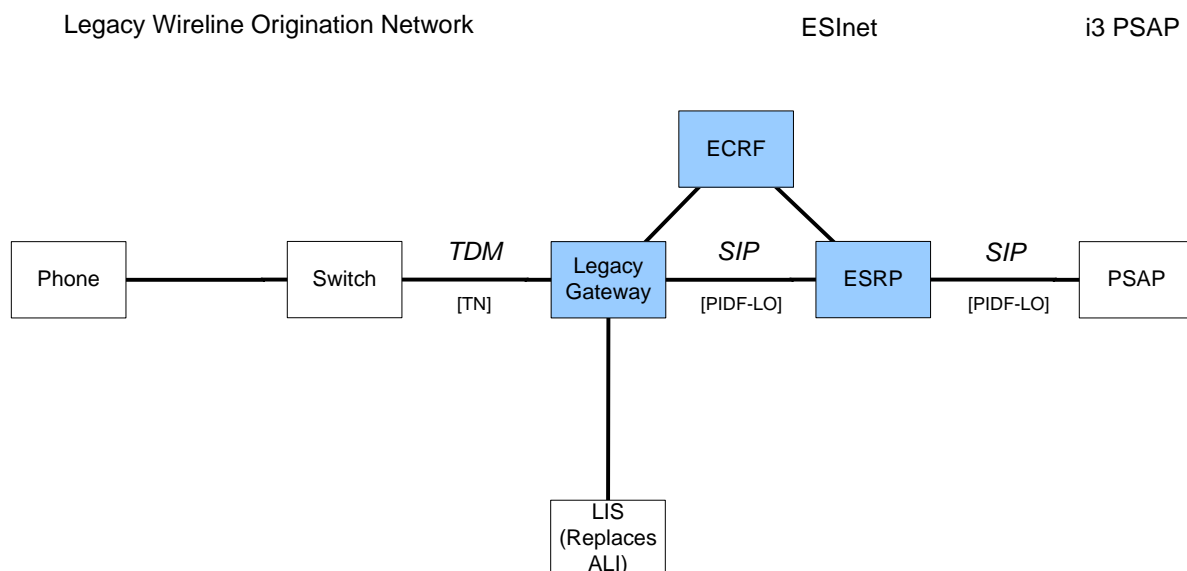 Legacy Wireline Origination Network
ESInet
i3 PSAP
ECRF
Phone
Switch
TDM
[TN]
Legacy
Gateway
SIP
[PIDF-LO]
ESRP
SIP
[PIDF-LO]
PSAP
LIS
(Replaces
ALI)